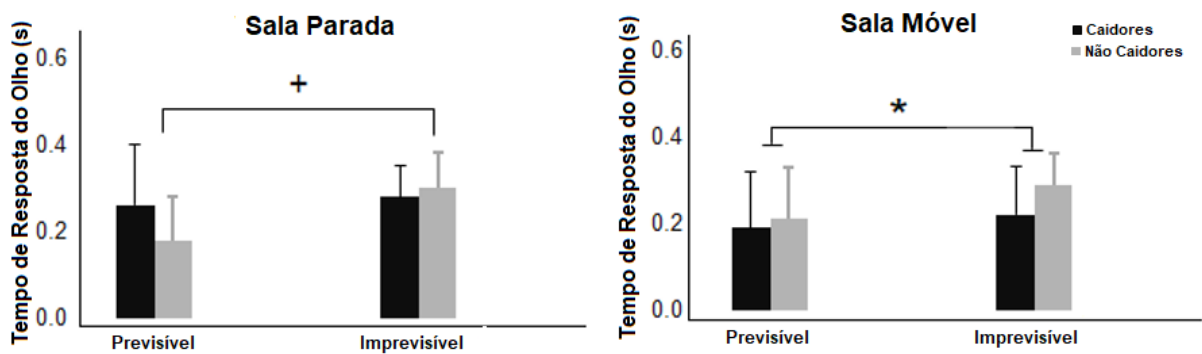 Sala Parada
Tempo de Resposta do Olho (s)
0.6
0.4
0.2
0.0
+
Previsível
Imprevisível
Sala Móvel
Caidores
Não Caidores
Tempo de Resposta do Olho (s)
0.6
0.4
0.2
0.0
*
Previsível
Imprevisível